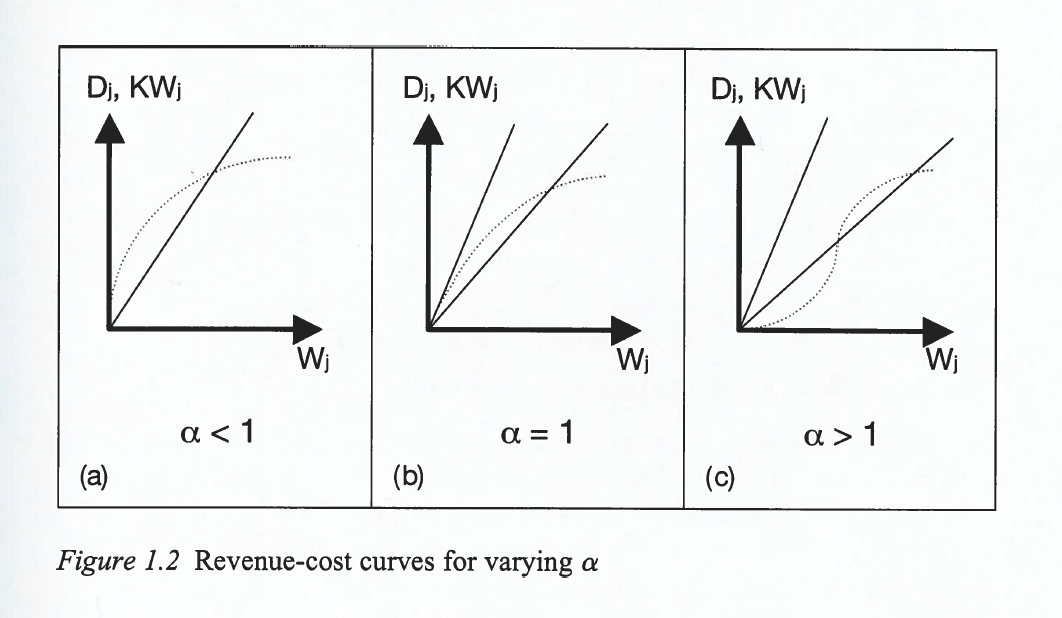 Dj, KWj
Wj
α < 1
(a)
Dj, KWj
Wj
α = 1
(b)
Dj, KWj
Wj
α > 1
(c)
Figure 1.2 Revenue-cost curves for varying α